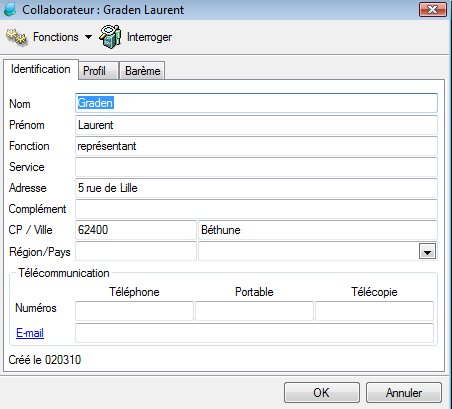 Collaborateur : Graden Laurent
Fonctions Interroger
Identification Profil Barème
Nom Graden
Prénom Laurent
Fonction représentant
Service
Adresse 5 rue de Lille
Complément
CP / Ville 62400 Béthune
Région/Pays
Télécommunication
Téléphone Portable Télécopie
Numéros
E-mail
Créé le 020310
OK Annuler